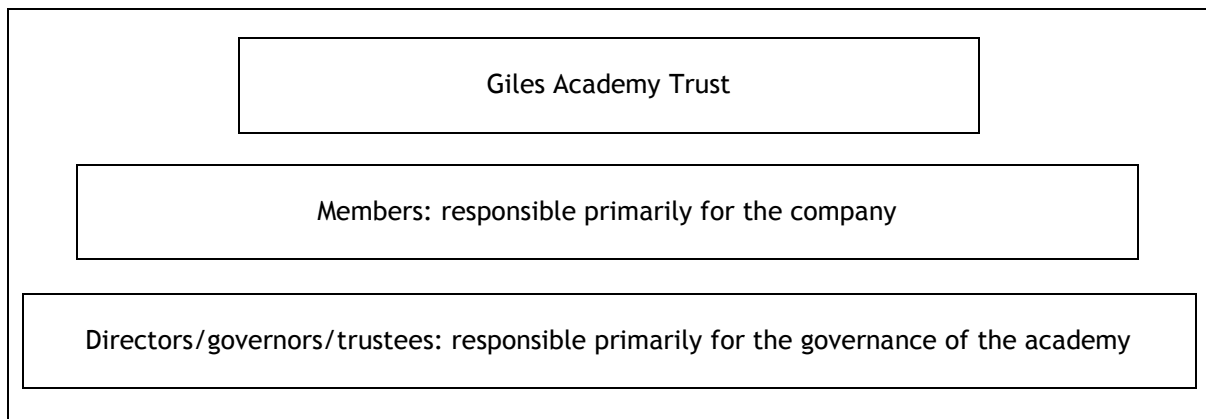 Giles Academy Trust
Members: responsible primarily for the company
Directors/governors/trustees: responsible primarily for the governance of the academy